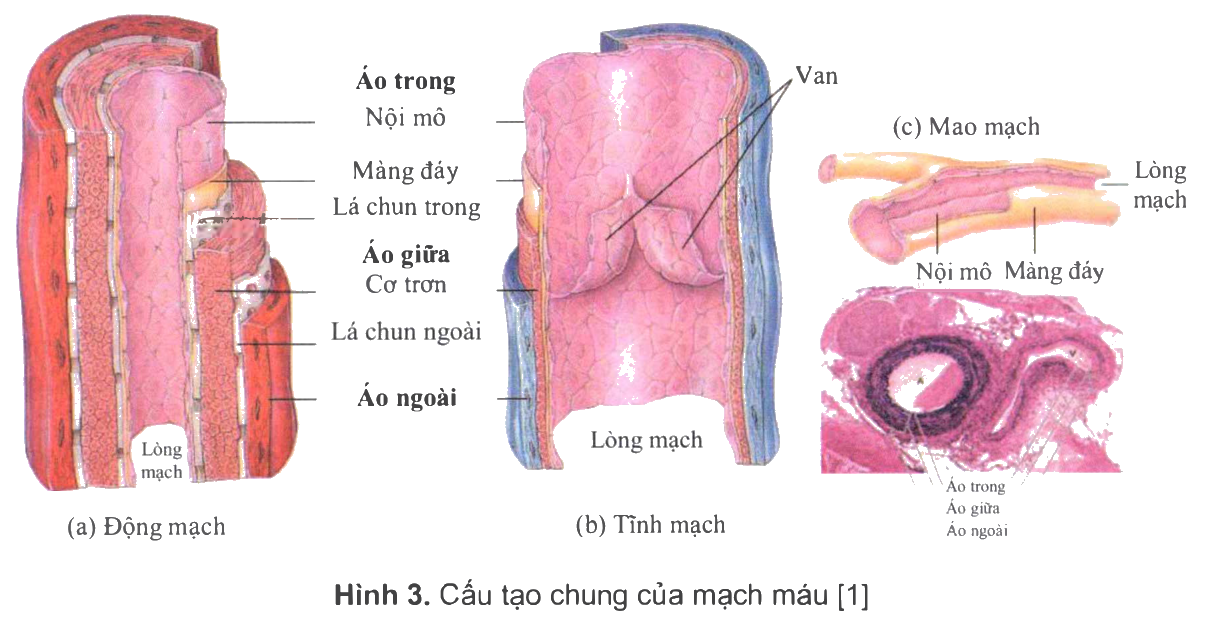 Áo trong
Nội mô
Màng đáy
Lá chun trong
Áo giữa
Cơ trơn
Lá chun ngoài
Áo ngoài
Lòng
mạch
(a) Động mạch
Van
Lòng mạch
(b) Tĩnh mạch
(c) Mao mạch
Lòng
mạch
Nội mô Màng đáy
A
V
Áo trong
Áo giữa
Áo ngoài
Hình 3. Cấu tạo chung của mạch máu [1]